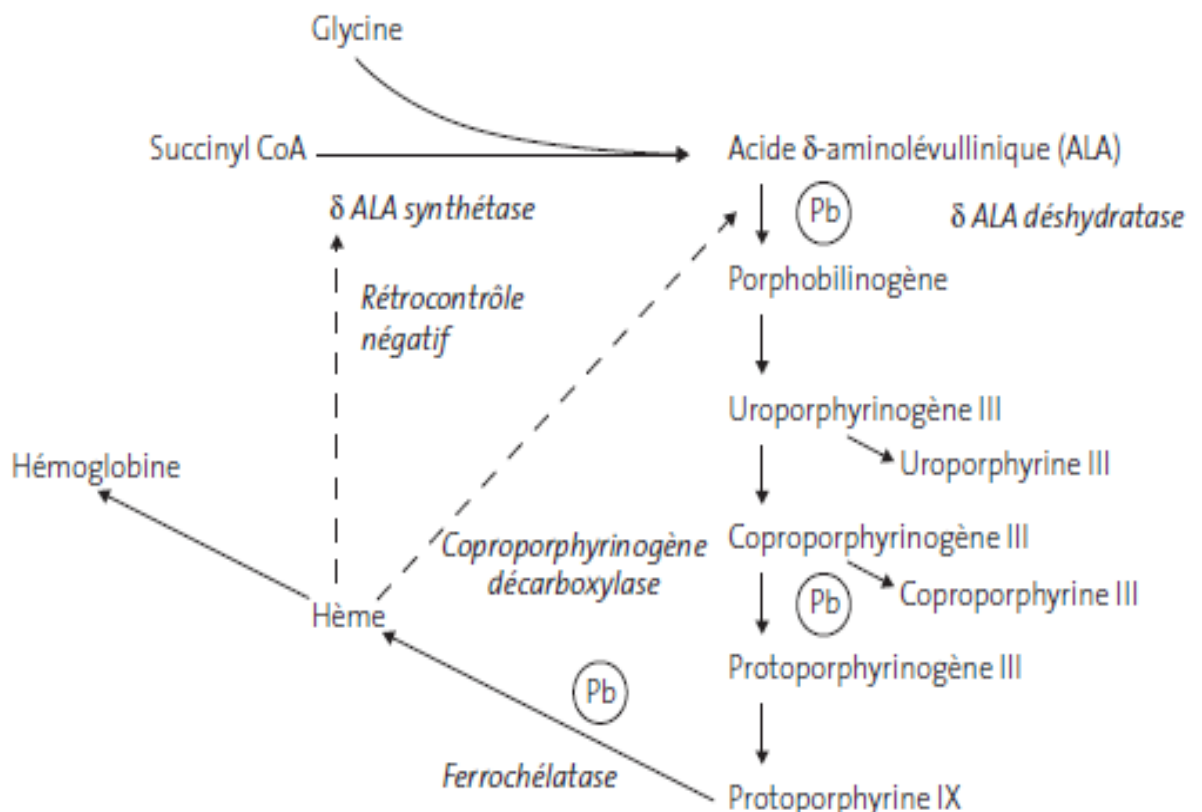 Glycine
Succinyl CoA
Acide δ-aminolévullinique (ALA)
δ ALA synthétase
Pb
δ ALA déshydratase
Rétrocontrôle
négatif
Porphobilinogène
Uroporphyrinogène III
Uroporphyrine III
Hémoglobine
Coproporphyrinogène
décarboxylase
Coproporphyrinogène III
Coproporphyrine III
Pb
Hème
Protoporphyrinogène III
Pb
Ferrochélatase
Protoporphyrine IX